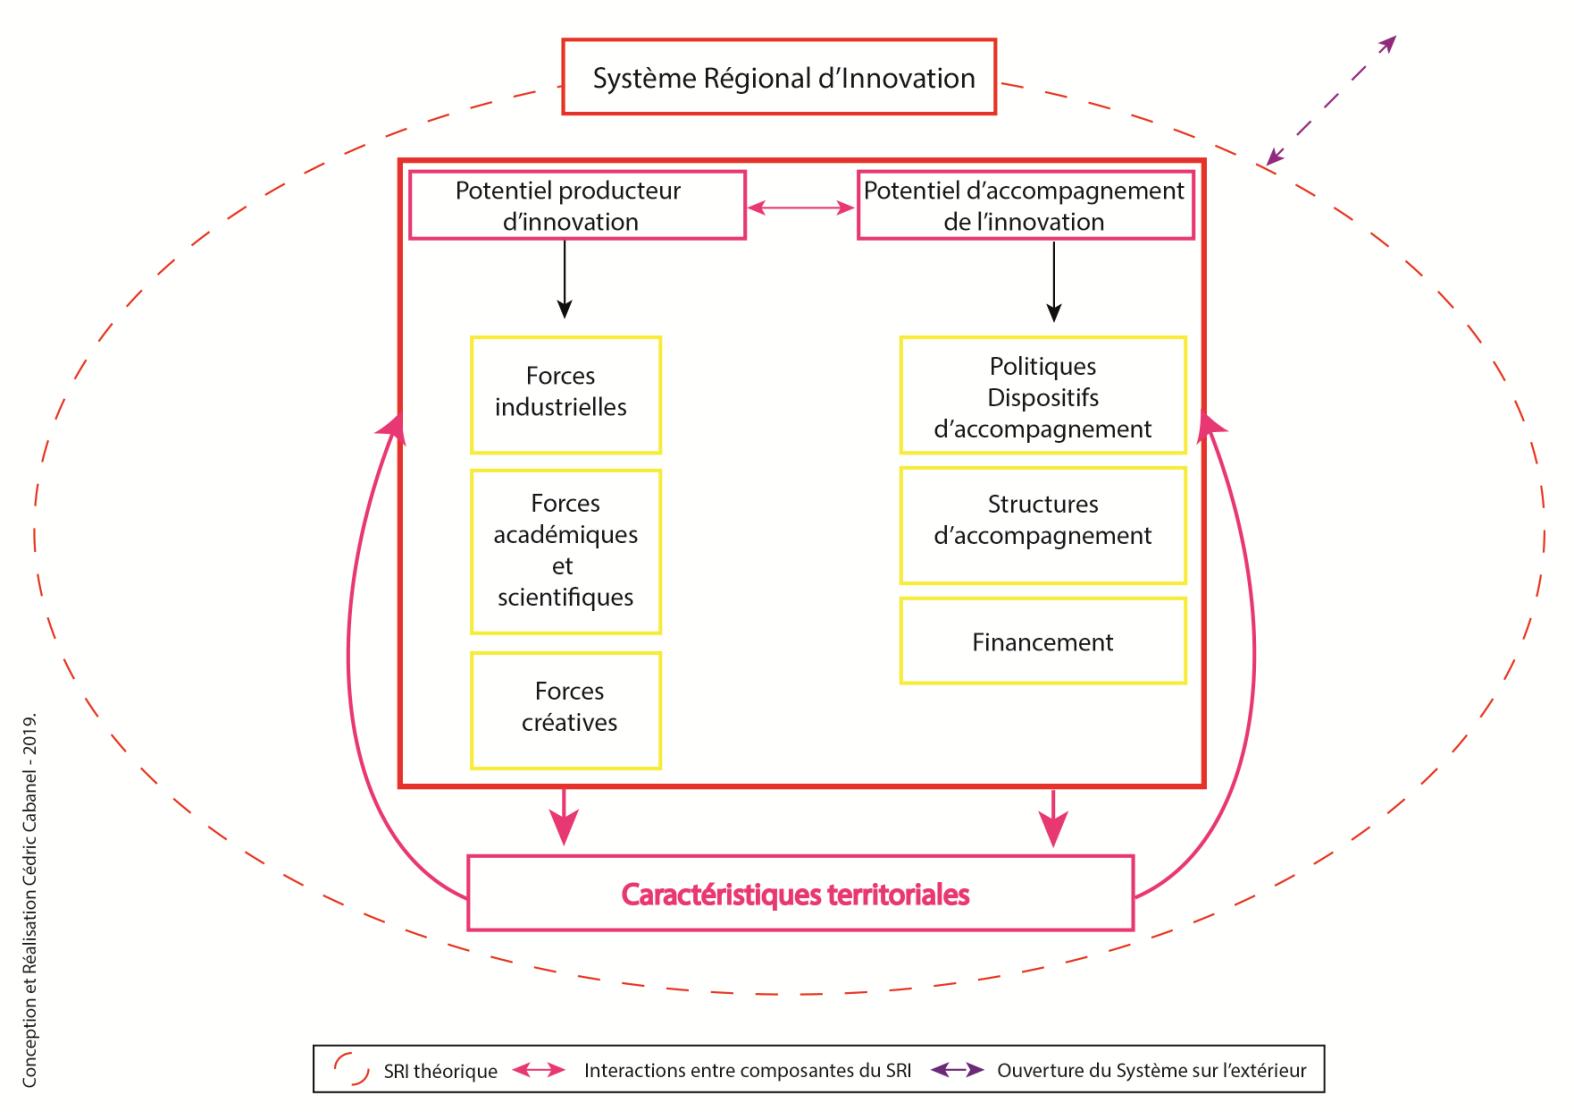 Système Régional d'Innovation
Potentiel producteur
d'innovation
Potentiel d'accompagnement
de l'innovation
Forces
industrielles
Forces
académiques
et
scientifiques
Forces
créatives
Politiques
Dispositifs
d'accompagnement
Structures
d'accompagnement
Financement
Caractéristiques territoriales
Conception et Réalisation Cédric Cabanel - 2019.
SRI théorique
Interactions entre composantes du SRI
Ouverture du Système sur l'extérieur